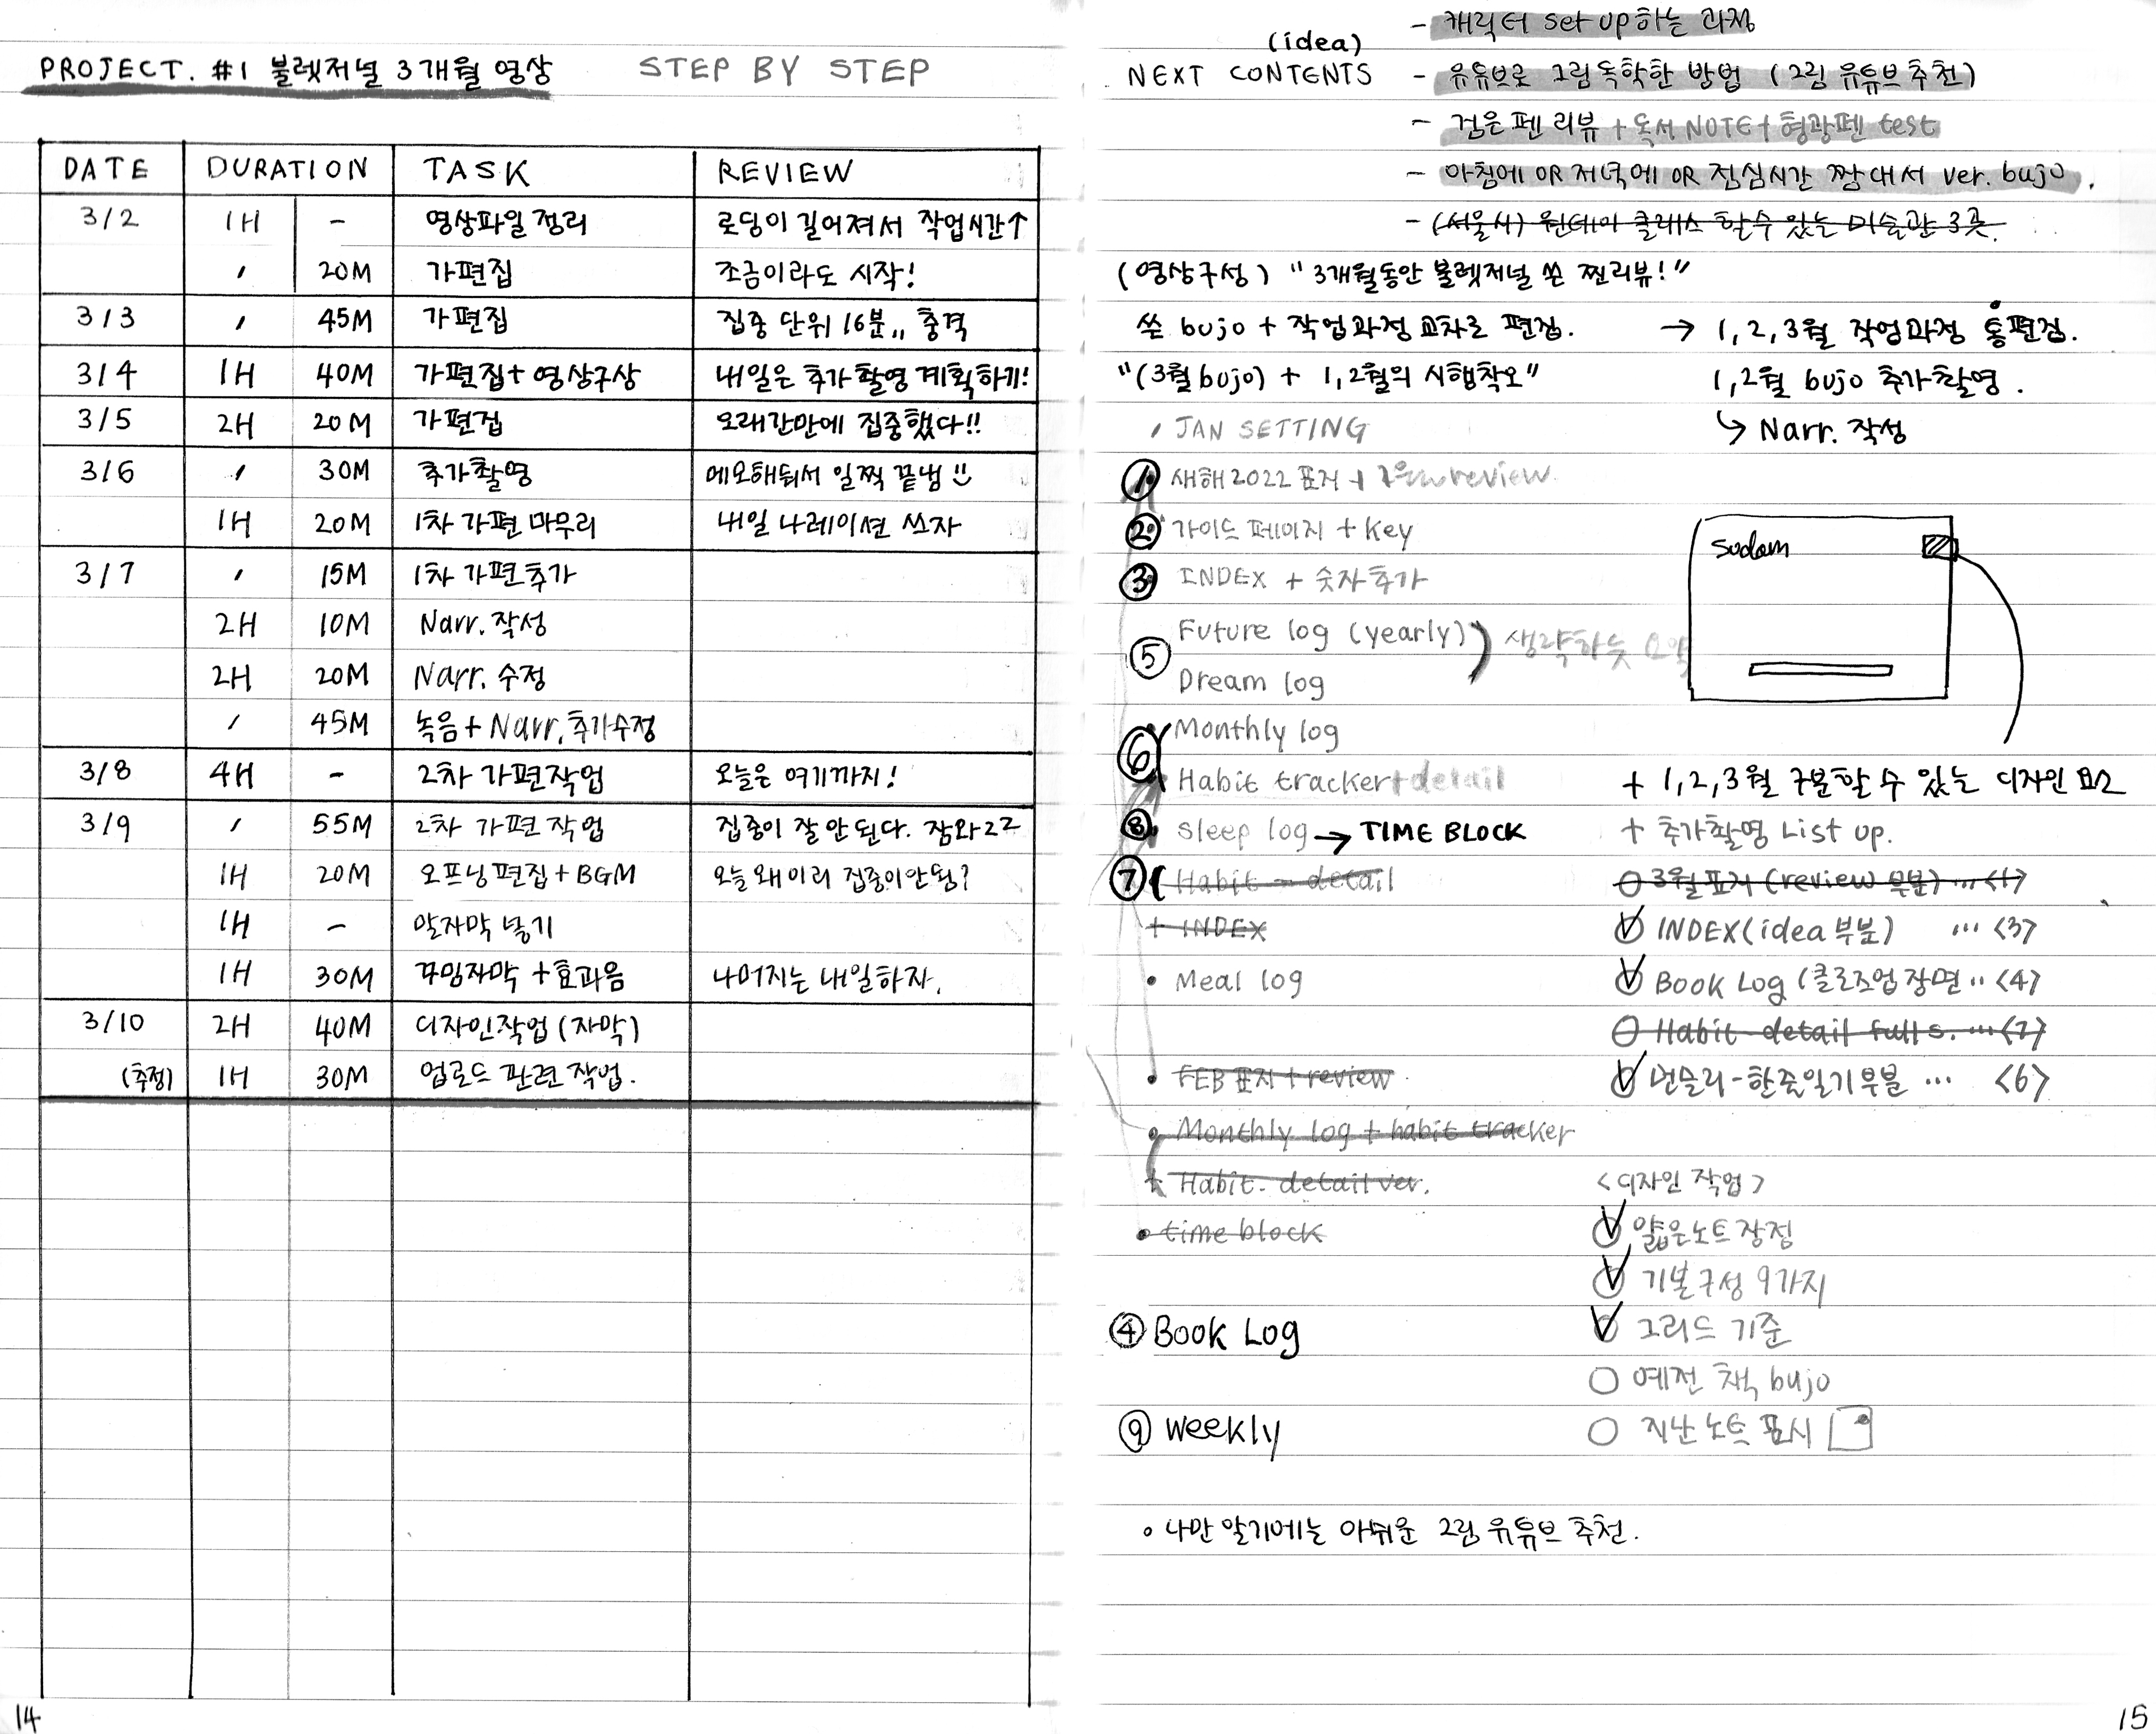 PROJECT. #1 불렛저널 3개월 영상 STEP BY STEP
DATE DURATION TASK REVIEW
3/2 1H - 영상파일정리 로딩이 길어져서 작업시간↑
〃 20M 가편집 조금이라도 시작!
3/3 〃 45M 가편집 집중 단위 16분,, 충격
3/4 1H 40M 가편집+영상구상 내일은 추가촬영 계획하기!
3/5 2H 20M 가편집 오래간만에 집중했다!!
3/6 〃 30M 추가촬영 메모해둬서 일찍 끝냄
1H 20M 1차 가편 마무리 내일 나레이션 쓰자
3/7 〃 15M 1차 가편 추가
2H 10M Narr. 작성
2H 20M Narr. 수정
〃 45M 녹음+Narr. 추가수정
3/8 4H - 2차 가편작업 오늘은 여기까지!
3/9 〃 55M 2차 가편작업 집중이 잘 안된다. 잠와ㄹㄹ
1H 20M 오프닝편집+BGM 오늘 왜이리 집중이안됨?
1H - 말자막 넣기
1H 30M 꾸밈자막+효과음 나머지는 내일하자.
3/10 2H 40M 디자인작업(자막)
(추정) 1H 30M 업로드 관련 작업.
14
(idea)
NEXT CONTENTS
- 캐릭터 set up하는 과정
- 유튜브로 그림독학한 방법 (그림 유튜브 추천)
- 검은펜 리뷰 + 독서NOTE + 형광펜 test
- 아침에 OR 저녁에 OR 점심시간 짬내서 ver. bujo.
- (서울시) 원데이 클래스 할수 있는 미술관 3곳.
(영상구성) "3개월동안 불렛저널 쓴 찐리뷰!"
쓴 bujo + 작업과정 교차로 편집. → 1,2,3월 작업과정 통편집.
"(3월 bujo) + 1,2월의 시행착오" 1,2월 bujo 추가촬영.
JAN SETTING ↳ Narr. 작성
① 새해 2022 표지 + review
② 가이드 페이지 + Key
sudam
③ INDEX + 숫자추가
Future log (yearly)
⑤ 생략하는
Dream log
Monthly log
⑥
Habit tracker + detail + 1,2,3월 구분할 수 있는 디자인 요소
⑧ Sleep log → TIME BLOCK + 추가촬영 List up.
⑦ Habit - detail ○ 3월표지 (review 부분) ... <1>
+ INDEX ✓ INDEX (idea 부분) ... <3>
• Meal log ✓ BOOK LOG (클로즈업 장면 .. <4>
○ Habit-detail full s. ... <7>
• FEB 표지 + review ✓ 먼슬리-한줄일기부분 ... <6>
• Monthly log + habit tracker
+ Habit - detail ver. <디자인 작업>
• time block ✓ 얇은노트 장점
✓ 기본구성 9가지
④ BOOK LOG ✓ 그리드 기준
○ 예전 책, bujo
⑨ Weekly ○ 지난 노트 표시
◦ 나만 알기에는 아쉬운 그림 유튜브 추천.
15